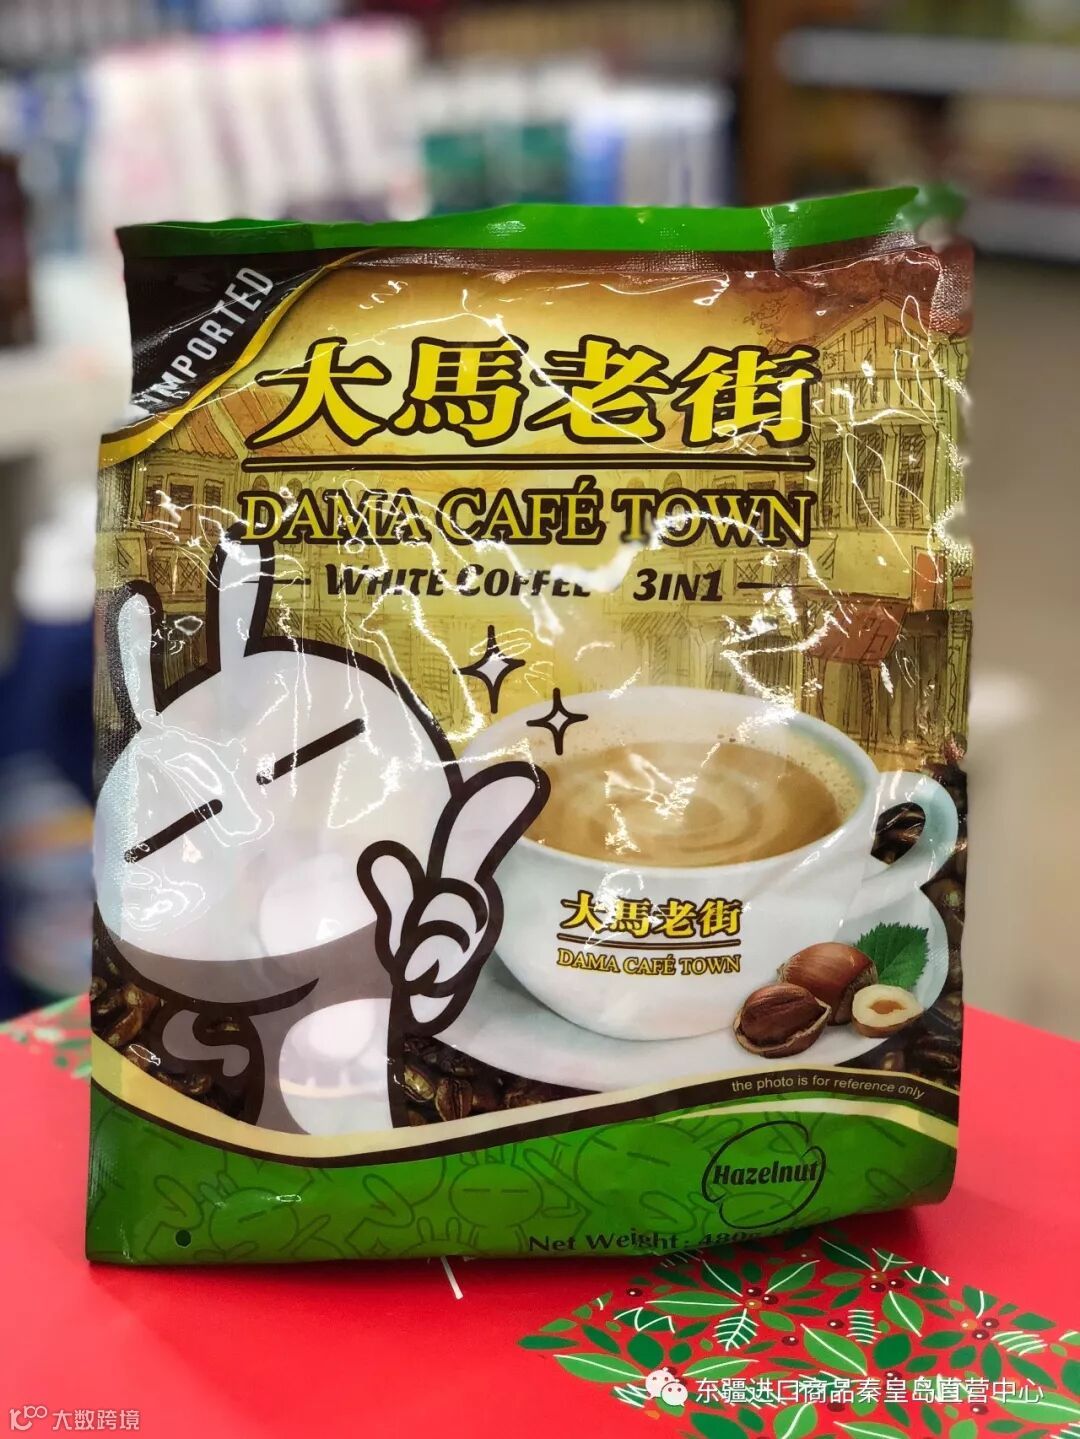 IMPORTED
大馬老街
DAMA CAFÉ TOWN
WHITE COFFEE 3IN1
大馬老街
DAMA CAFÉ TOWN
the photo is for reference only
Hazelnut
Net Weight: 480g
东疆进口商品秦皇岛直营中心
大数跨境